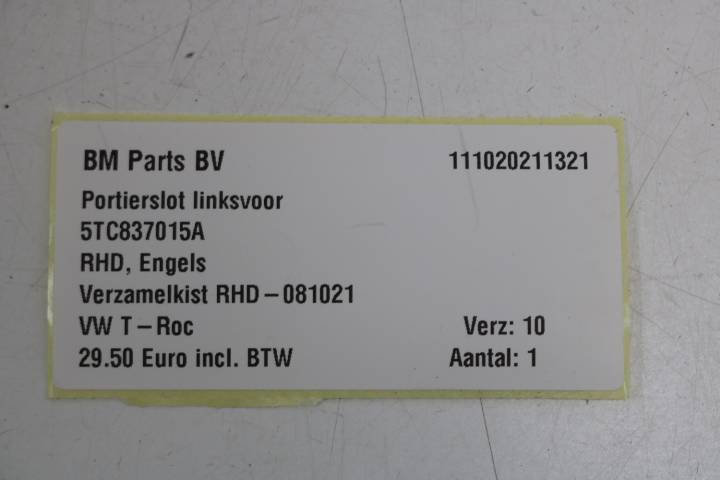 BM Parts BV 111020211321
Portierslot linksvoor
5TC837015A
RHD, Engels
Verzamelkist RHD – 081021
VW T – Roc Verz: 10
29.50 Euro incl. BTW Aantal: 1